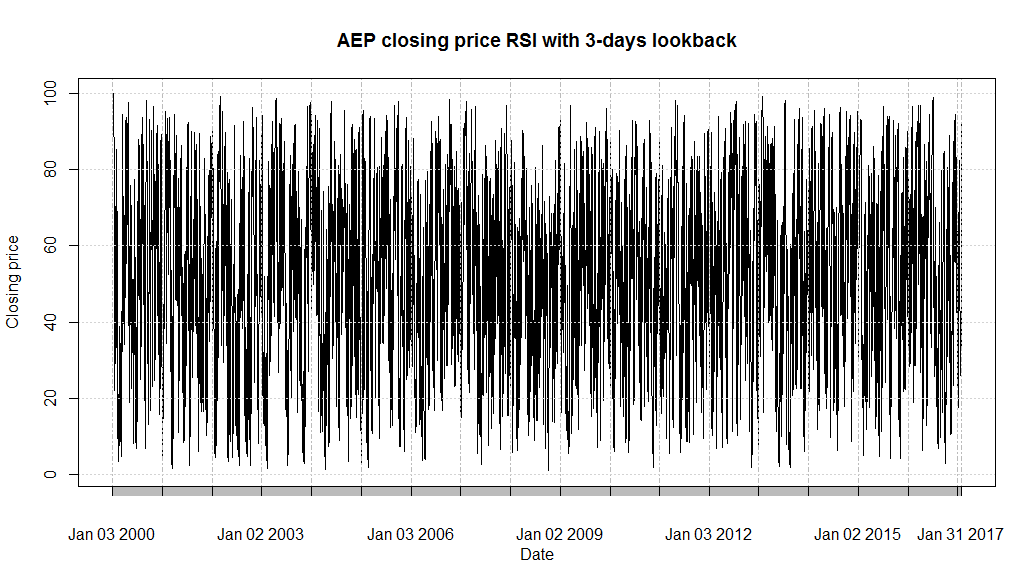 AEP closing price RSI with 3-days lookback
100
80
60
40
20
0
Closing price
Jan 03 2000 Jan 02 2003 Jan 03 2006 Jan 02 2009 Jan 03 2012 Jan 02 2015 Jan 31 2017
Date